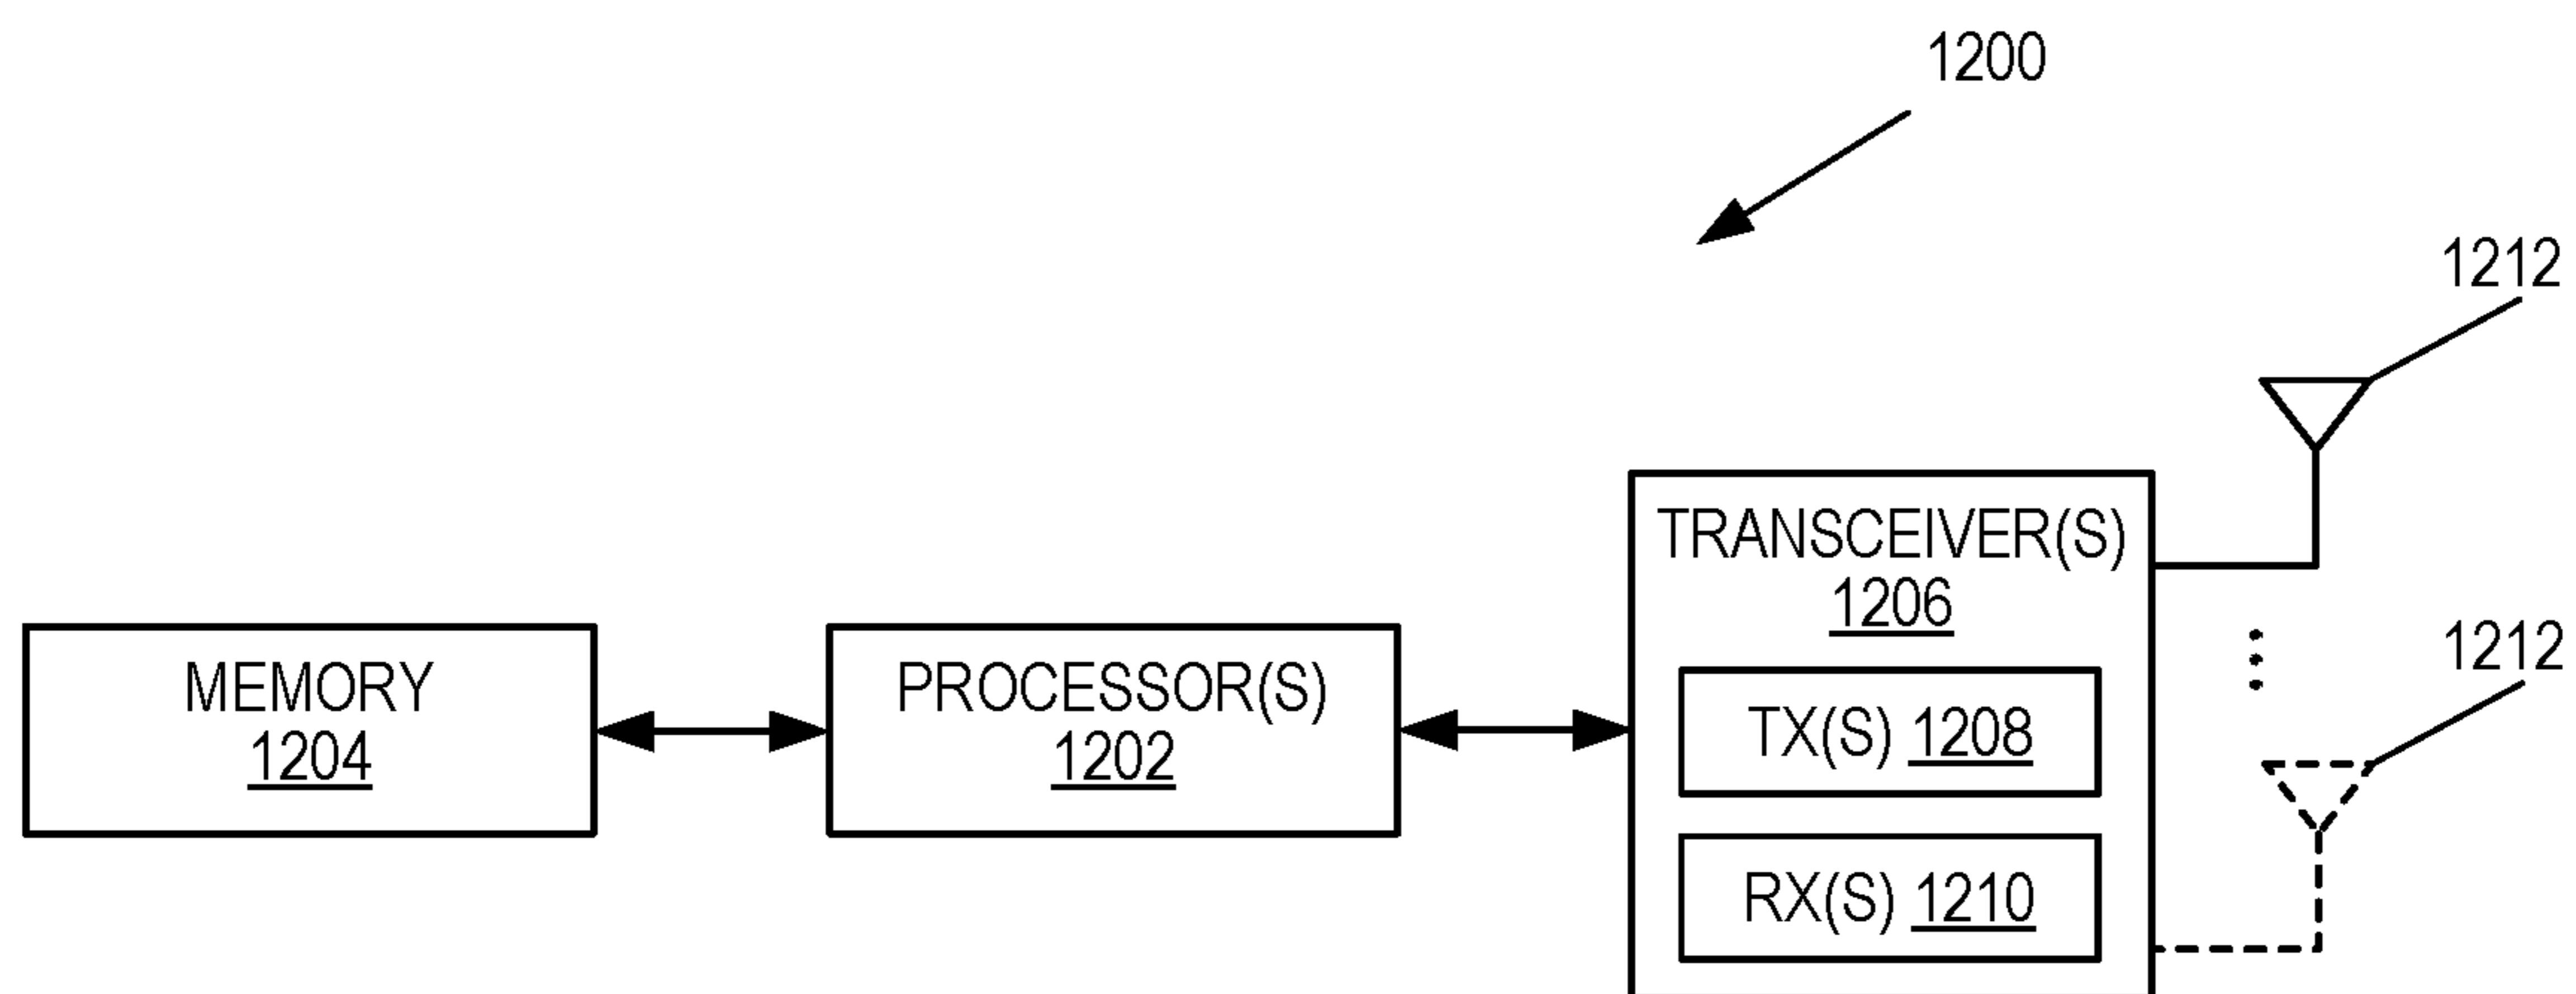 1200
1212
TRANSCEIVER(S)
1206
1212
MEMORY
1204
PROCESSOR(S)
1202
TX(S) 1208
RX(S) 1210